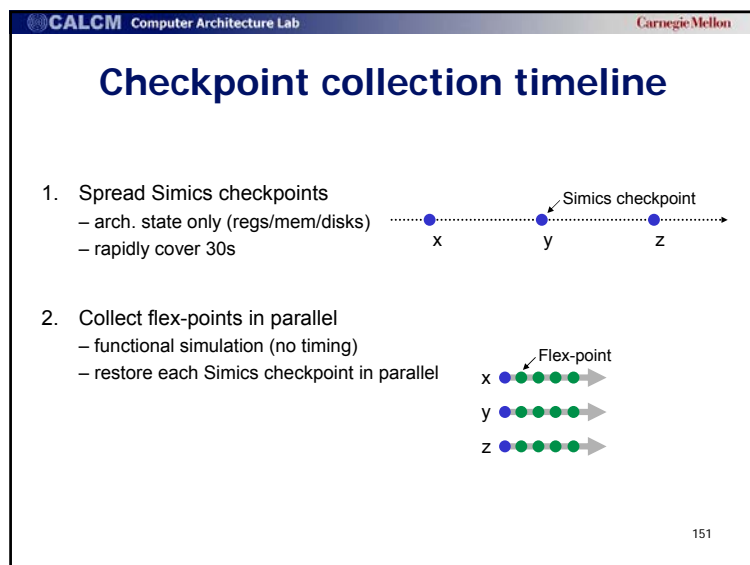 CALCM Computer Architecture Lab
Carnegie Mellon
Checkpoint collection timeline
1. Spread Simics checkpoints
– arch. state only (regs/mem/disks)
– rapidly cover 30s
Simics checkpoint
x y z
2. Collect flex-points in parallel
– functional simulation (no timing)
– restore each Simics checkpoint in parallel
Flex-point
x
y
z
151